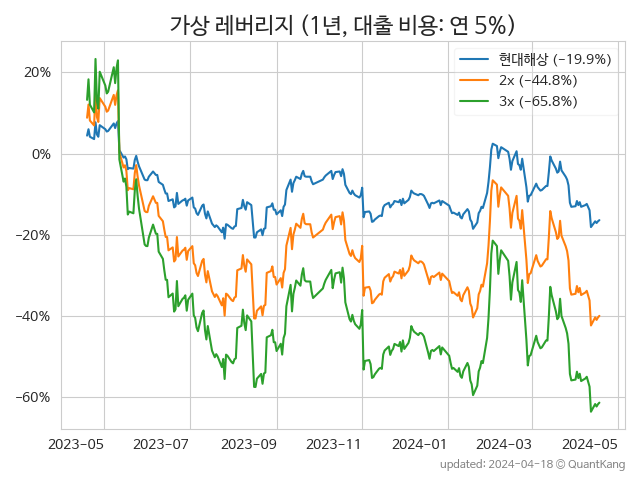 가상 레버리지 (1년, 대출 비용: 연 5%)
현대해상 (−19.9%)
2x (−44.8%)
3x (−65.8%)
20%
0%
−20%
−40%
−60%
2023-05 2023-07 2023-09 2023-11 2024-01 2024-03 2024-05
updated: 2024-04-18 © QuantKang